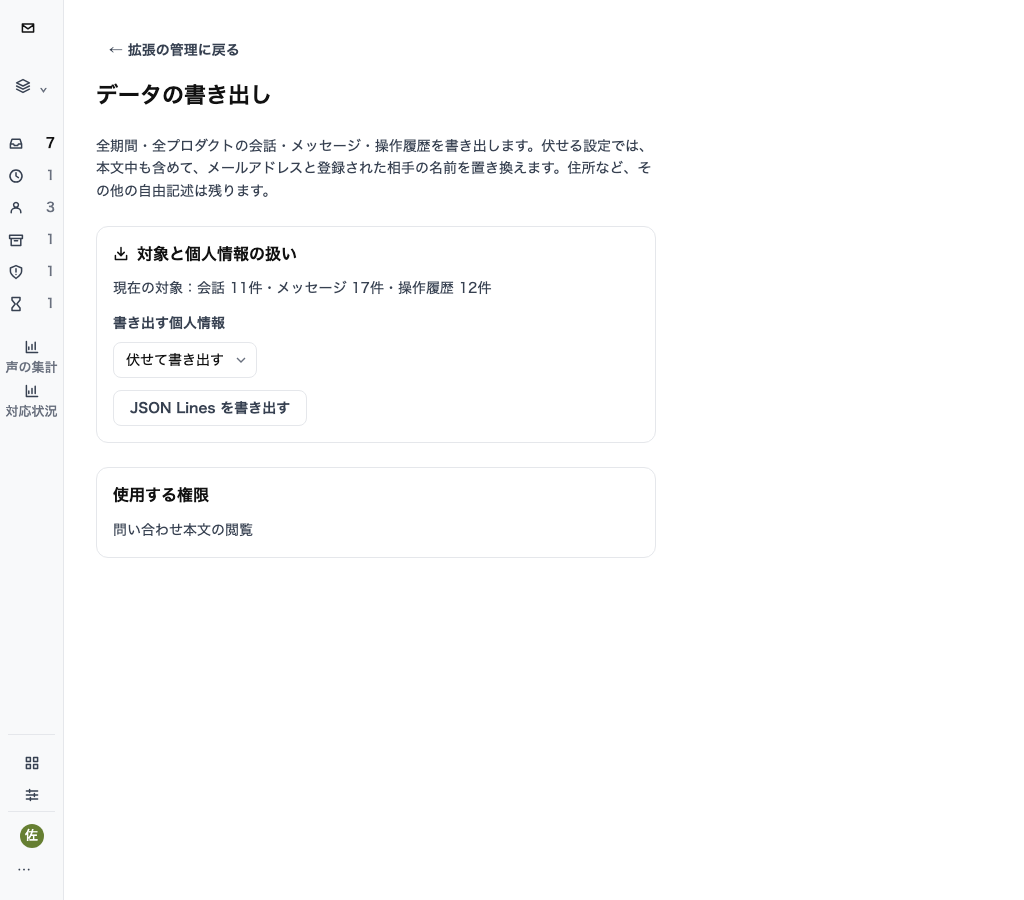 ← 拡張の管理に戻る
データの書き出し
全期間・全プロダクトの会話・メッセージ・操作履歴を書き出します。伏せる設定では、
本文中も含めて、メールアドレスと登録された相手の名前を置き換えます。住所など、そ
の他の自由記述は残ります。
対象と個人情報の扱い
現在の対象：会話 11件・メッセージ 17件・操作履歴 12件
書き出す個人情報
伏せて書き出す
JSON Lines を書き出す
使用する権限
問い合わせ本文の閲覧
7
1
3
1
1
1
声の集計
対応状況
佐
…